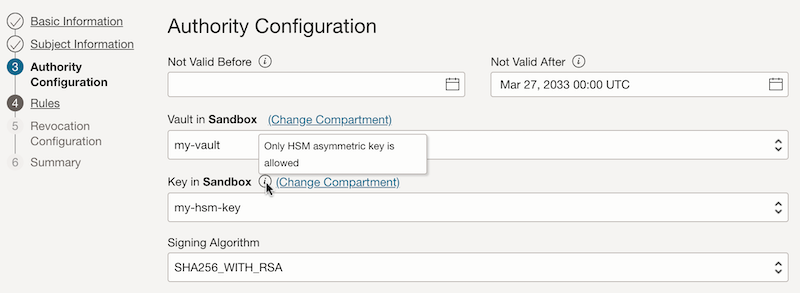 Basic Information
Subject Information
3 Authority
Configuration
4 Rules
5 Revocation
Configuration
6 Summary
Authority Configuration
Not Valid Before i
Not Valid After i
Mar 27, 2033 00:00 UTC
Vault in Sandbox (Change Compartment)
my-vault
Only HSM asymmetric key is
allowed
Key in Sandbox i (Change Compartment)
my-hsm-key
Signing Algorithm
SHA256_WITH_RSA